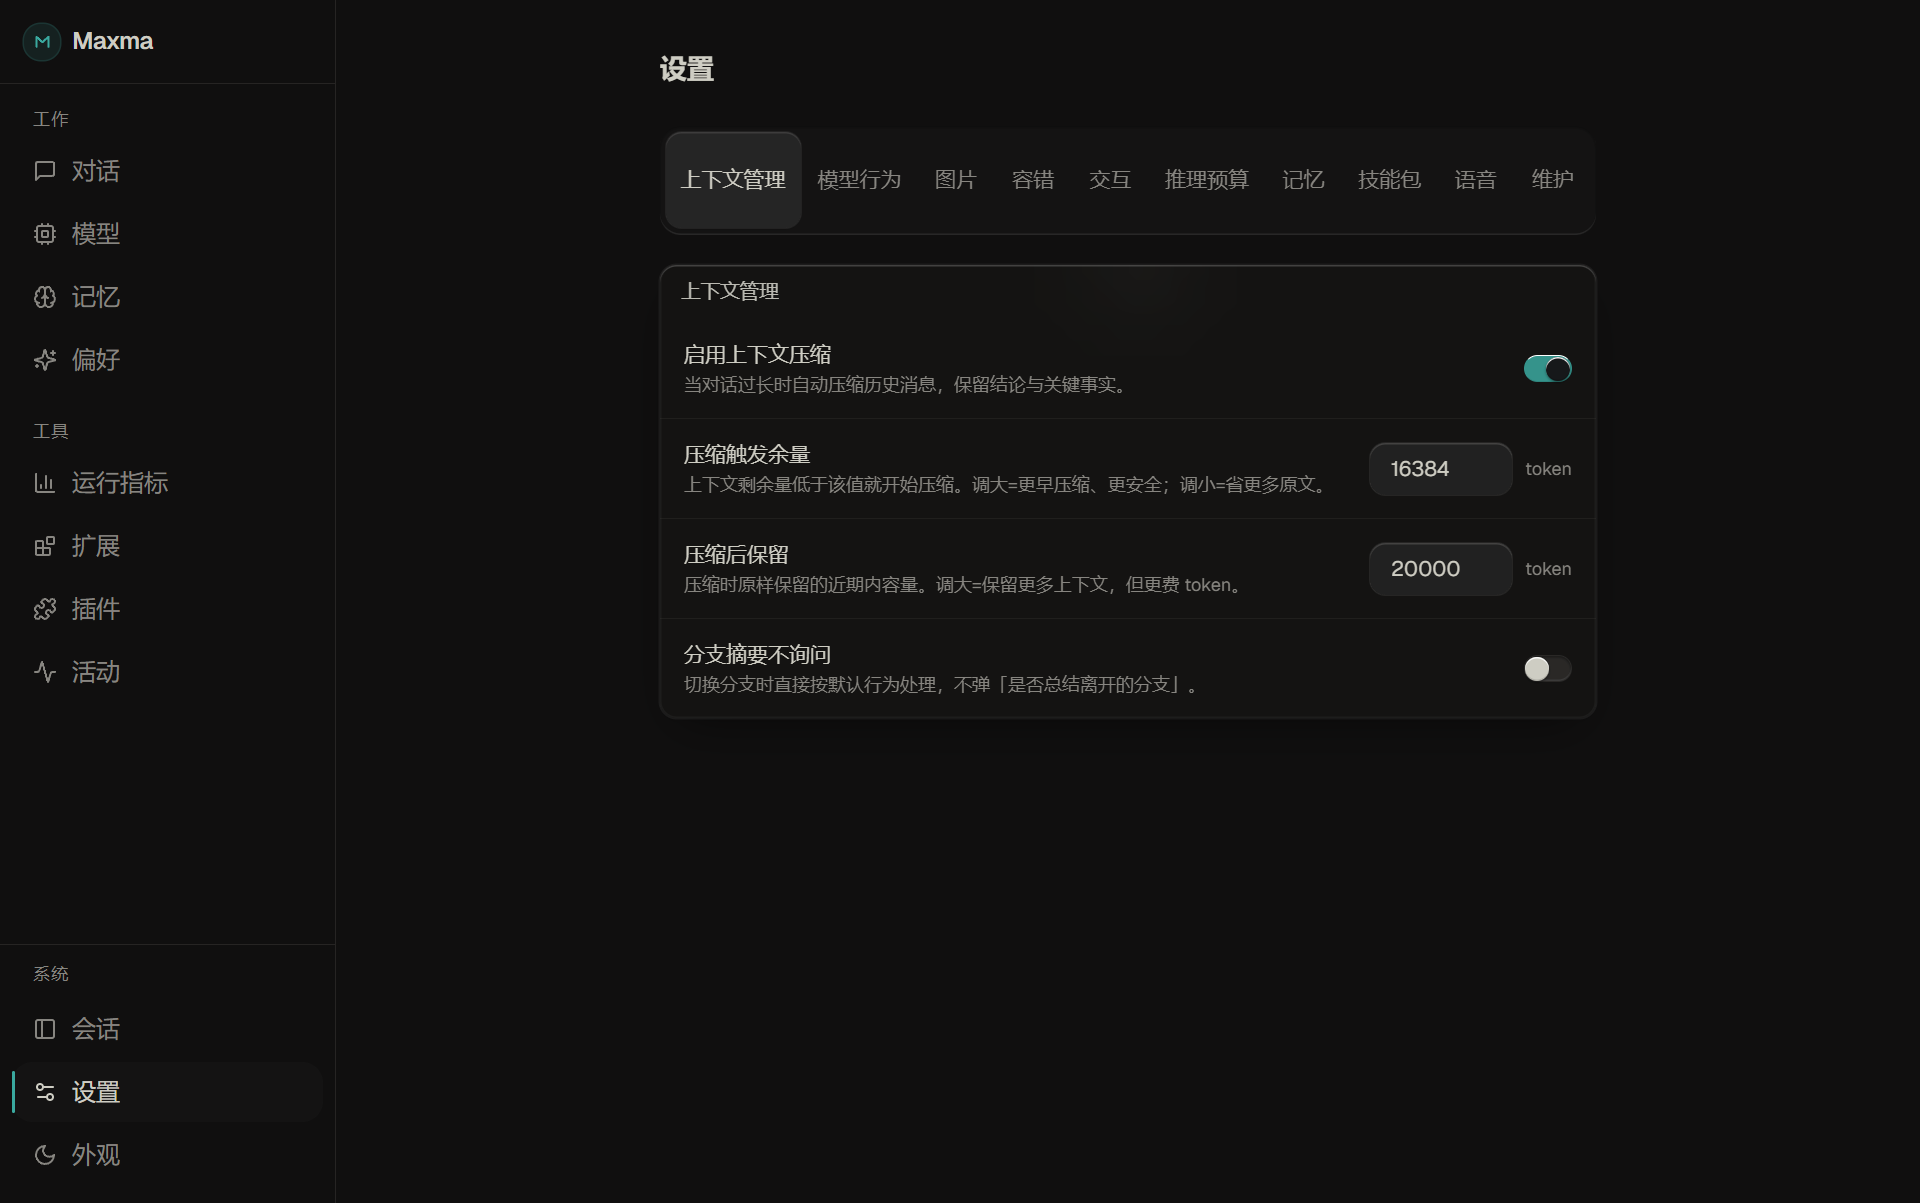 Maxma
工作
对话
模型
记忆
偏好
工具
运行指标
扩展
插件
活动
系统
会话
设置
外观
设置
上下文管理 模型行为 图片 容错 交互 推理预算 记忆 技能包 语音 维护
上下文管理
启用上下文压缩
当对话过长时自动压缩历史消息，保留结论与关键事实。
压缩触发余量
上下文剩余量低于该值就开始压缩。调大=更早压缩、更安全；调小=省更多原文。
16384 token
压缩后保留
压缩时原样保留的近期内容量。调大=保留更多上下文，但更费 token。
20000 token
分支摘要不询问
切换分支时直接按默认行为处理，不弹「是否总结离开的分支」。